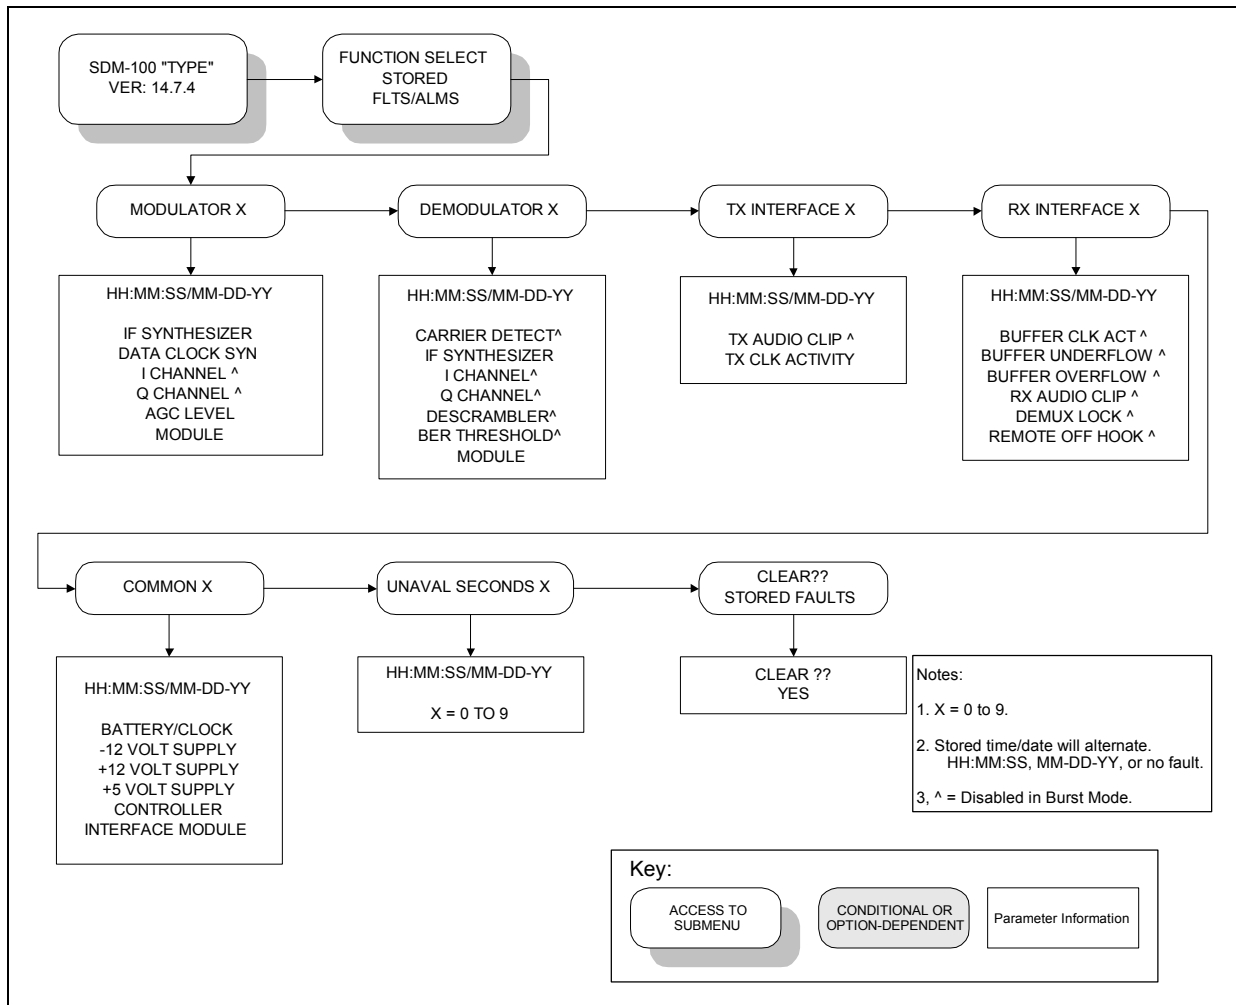 SDM-100 "TYPE"
VER: 14.7.4
FUNCTION SELECT
STORED
FLTS/ALMS
MODULATOR X
DEMODULATOR X
TX INTERFACE X
RX INTERFACE X
HH:MM:SS/MM-DD-YY
IF SYNTHESIZER
DATA CLOCK SYN
I CHANNEL ^
Q CHANNEL ^
AGC LEVEL
MODULE
HH:MM:SS/MM-DD-YY
CARRIER DETECT^
IF SYNTHESIZER
I CHANNEL^
Q CHANNEL^
DESCRAMBLER^
BER THRESHOLD^
MODULE
HH:MM:SS/MM-DD-YY
TX AUDIO CLIP ^
TX CLK ACTIVITY
HH:MM:SS/MM-DD-YY
BUFFER CLK ACT ^
BUFFER UNDERFLOW ^
BUFFER OVERFLOW ^
RX AUDIO CLIP ^
DEMUX LOCK ^
REMOTE OFF HOOK ^
COMMON X
UNAVAL SECONDS X
CLEAR??
STORED FAULTS
HH:MM:SS/MM-DD-YY
BATTERY/CLOCK
-12 VOLT SUPPLY
+12 VOLT SUPPLY
+5 VOLT SUPPLY
CONTROLLER
INTERFACE MODULE
HH:MM:SS/MM-DD-YY
X = 0 TO 9
CLEAR ??
YES
Notes:
1. X = 0 to 9.
2. Stored time/date will alternate.
HH:MM:SS, MM-DD-YY, or no fault.
3, ^ = Disabled in Burst Mode.
Key:
ACCESS TO
SUBMENU
CONDITIONAL OR
OPTION-DEPENDENT
Parameter Information